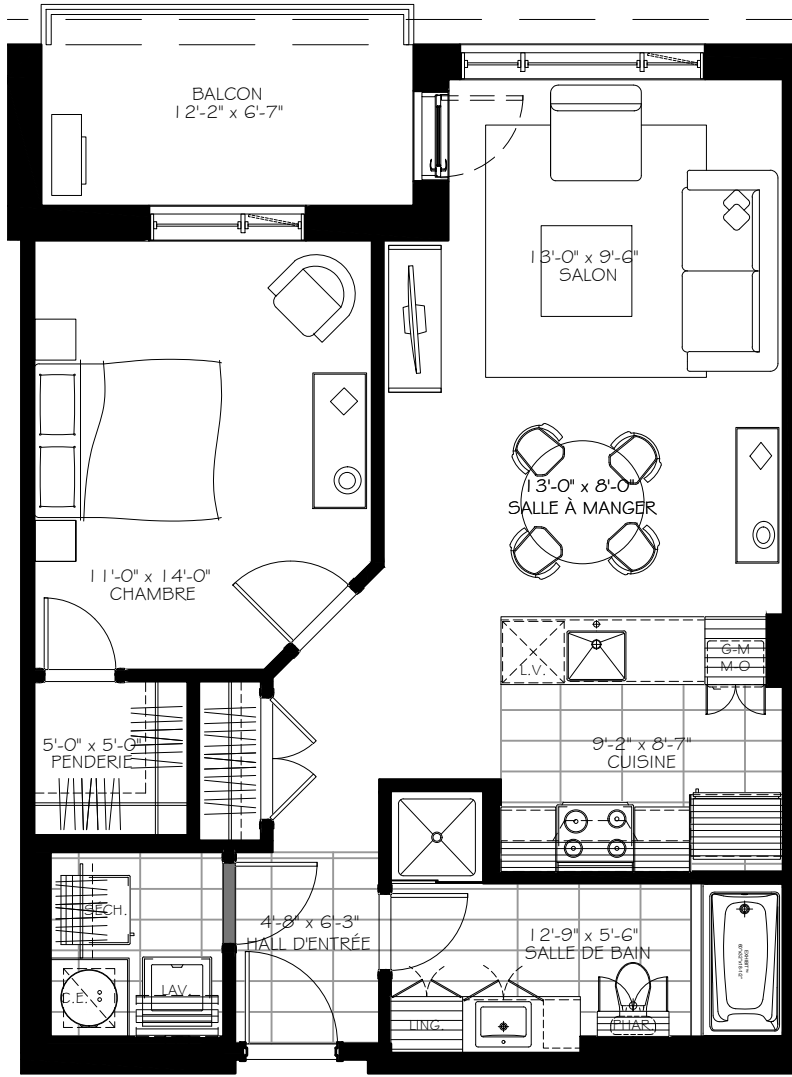 BALCON
12'-2" x 6'-7"
13'-0" x 9'-6"
SALON
13'-0" x 8'-0"
SALLE À MANGER
11'-0" x 14'-0"
CHAMBRE
L.V.
G-M
M-O
5'-0" x 5'-0"
PENDERIE
9'-2" x 8'-7"
CUISINE
SÉCH.
4'-8" x 6'-3"
HALL D'ENTRÉE
12'-9" x 5'-6"
SALLE DE BAIN
C.E.
LAV.
LING.
PHAR.